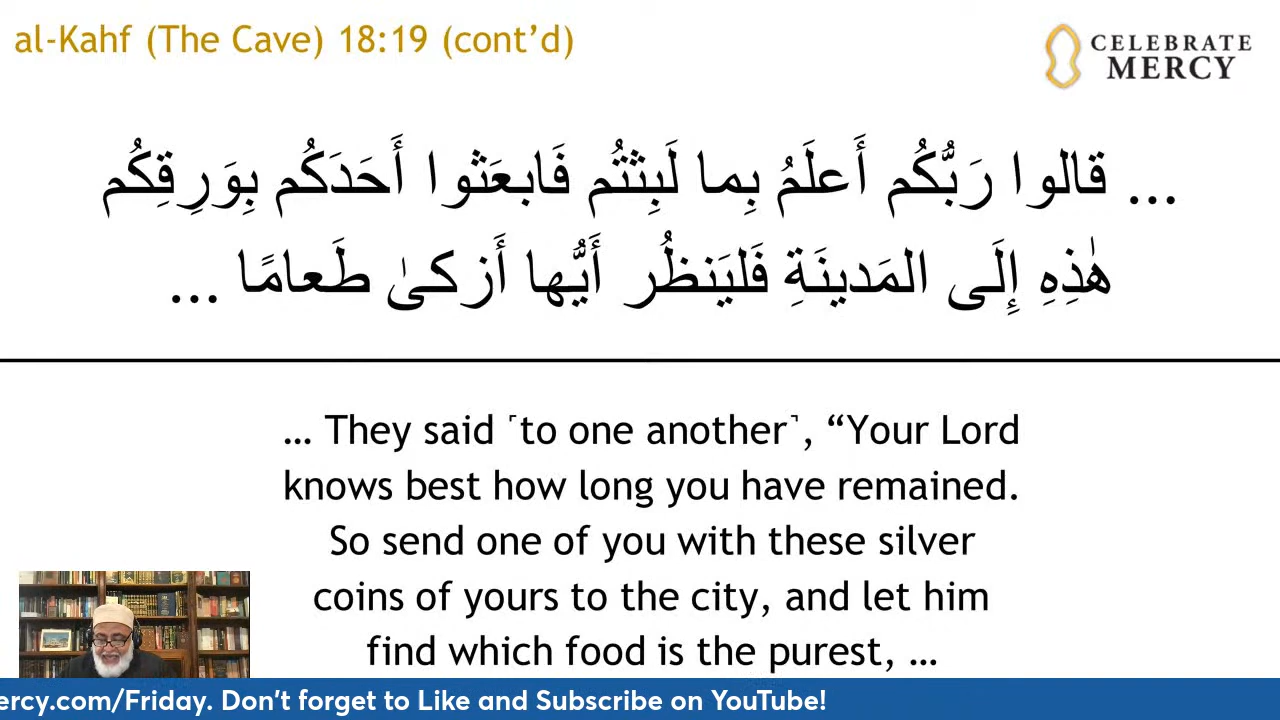 al-Kahf (The Cave) 18:19 (cont’d)
CELEBRATE
MERCY
... قالوا رَبُّكُم أَعلَمُ بِما لَبِثتُم فَابعَثوا أَحَدَكُم بِوَرِقِكُم
هٰذِهِ إِلَى المَدينَةِ فَليَنظُر أَيُّها أَزكىٰ طَعامًا ...
… They said ˹to one another˺, “Your Lord
knows best how long you have remained.
So send one of you with these silver
coins of yours to the city, and let him
find which food is the purest, …
ercy.com/Friday. Don’t forget to Like and Subscribe on YouTube!